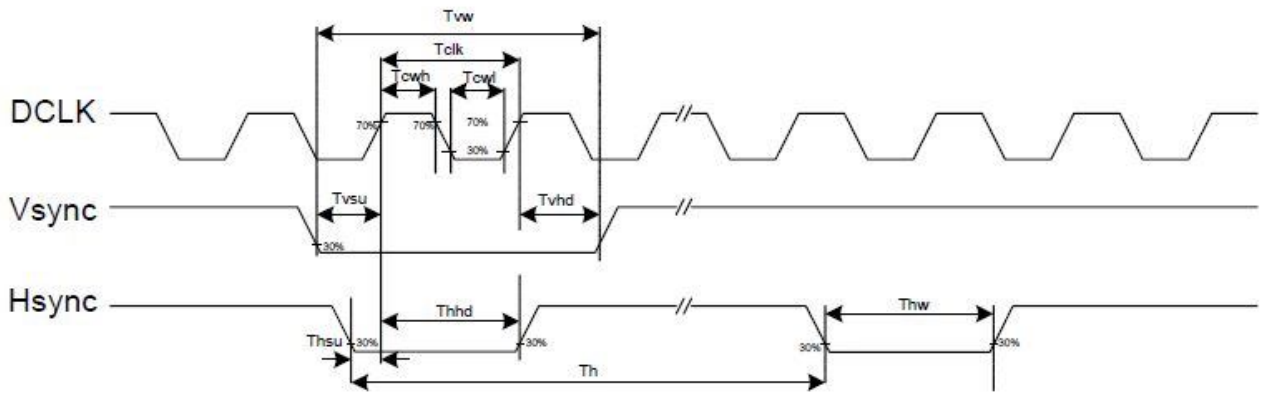 Tvw
Tclk
Tcwh Tcwl
DCLK
70% 70% 70%
30%
//
Tvsu Tvhd
Vsync
//
30%
Hsync
//
Thhd Thw
Thsu 30% 30% 30% 30%
Th